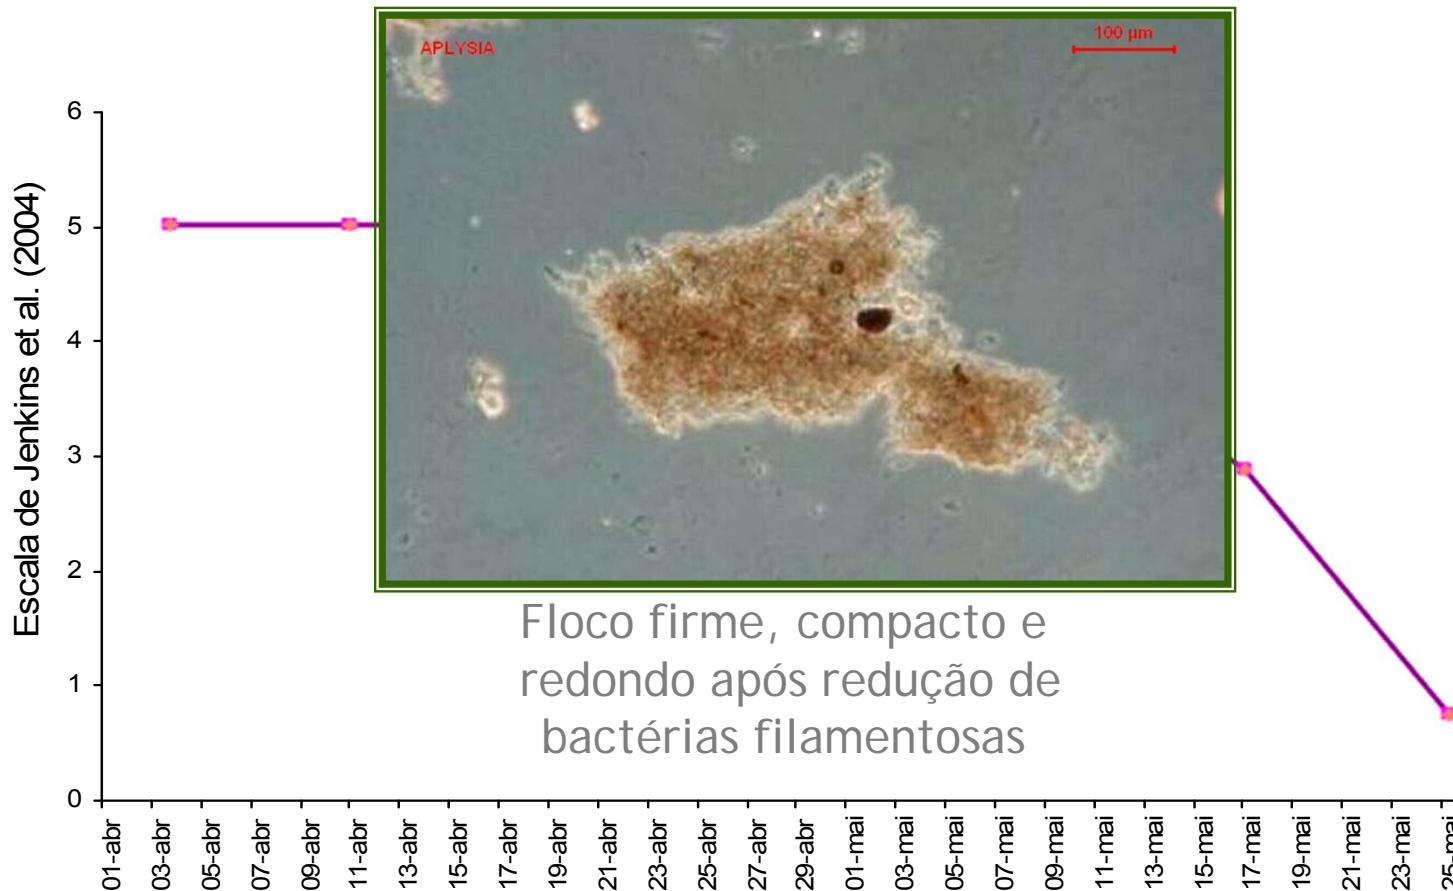 APLYSIA
100 µm
Escala de Jenkins et al. (2004)
6
5
4
3
2
1
0
Floco firme, compacto e
redondo após redução de
bactérias filamentosas
01-abr
03-abr
05-abr
07-abr
09-abr
11-abr
13-abr
15-abr
17-abr
19-abr
21-abr
23-abr
25-abr
27-abr
29-abr
01-mai
03-mai
05-mai
07-mai
09-mai
11-mai
13-mai
15-mai
17-mai
19-mai
21-mai
23-mai